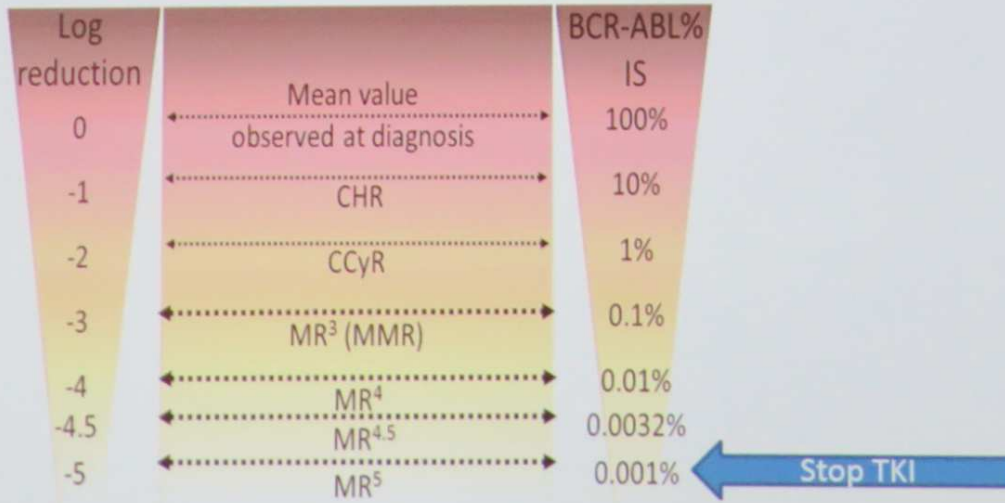 Log
reduction
BCR-ABL%
IS
0
Mean value
observed at diagnosis
100%
-1
CHR
10%
-2
CCyR
1%
-3
MR³ (MMR)
0.1%
-4
MR⁴
0.01%
-4.5
MR⁴·⁵
0.0032%
-5
MR⁵
0.001%
Stop TKI